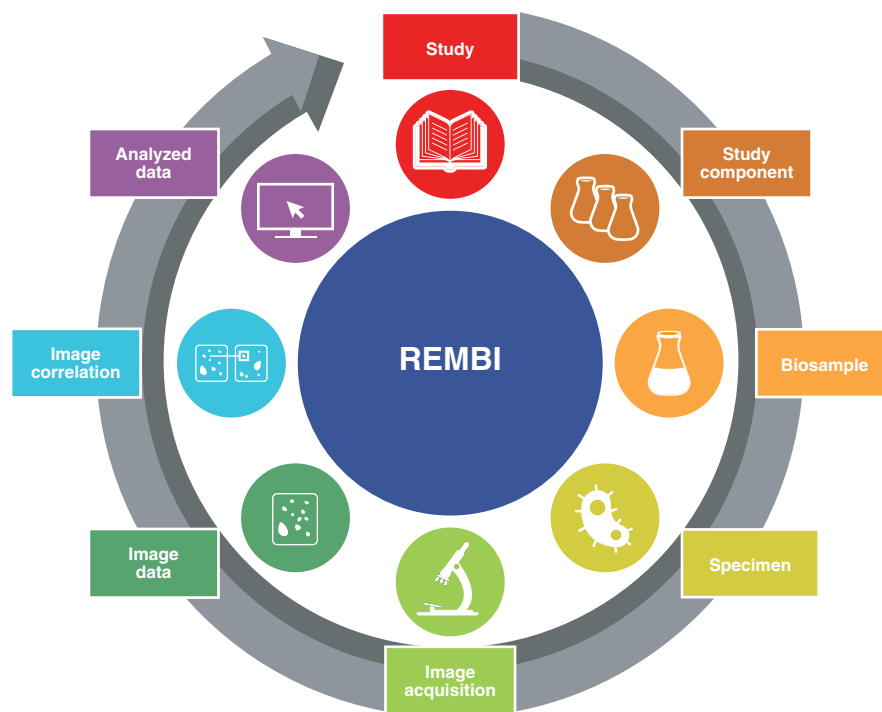 Study
Study
component
Biosample
Specimen
Image
acquisition
Image
data
Image
correlation
Analyzed
data
REMBI